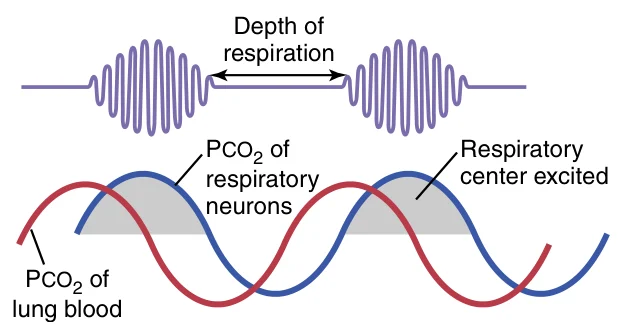 Depth of
respiration
PCO2 of
respiratory
neurons
Respiratory
center excited
PCO2 of
lung blood